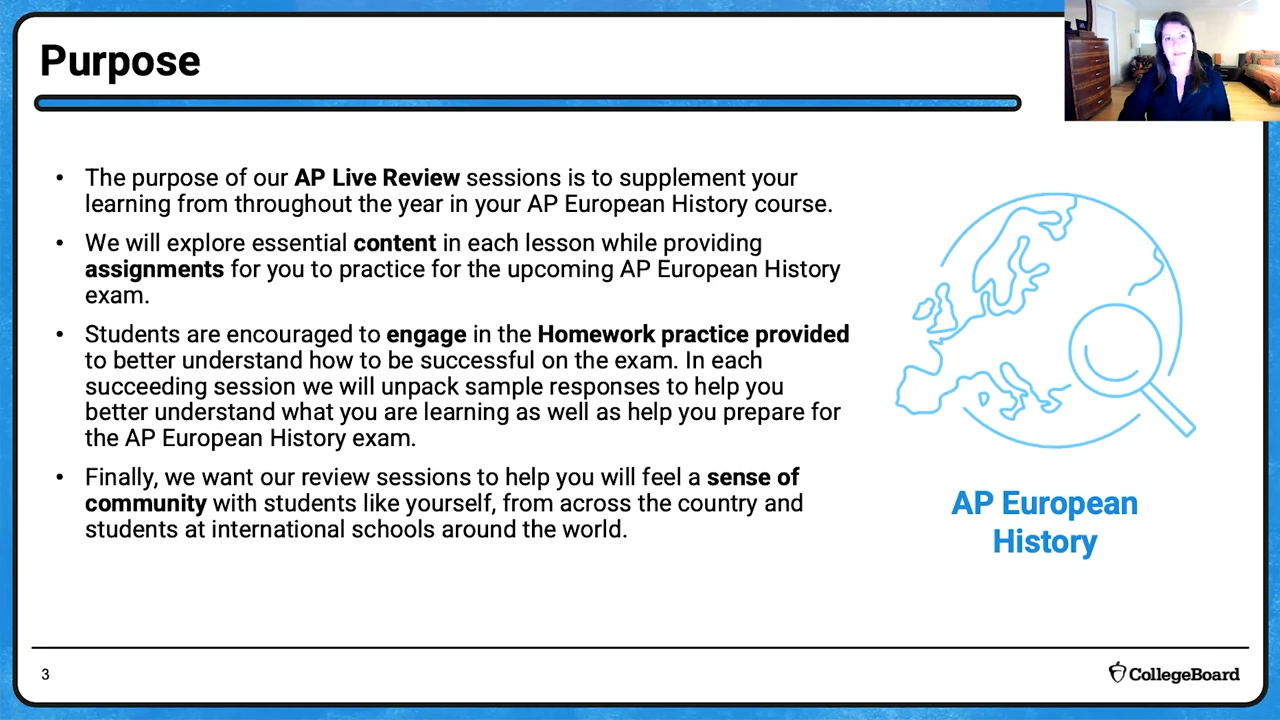 Purpose
• The purpose of our AP Live Review sessions is to supplement your
learning from throughout the year in your AP European History course.
• We will explore essential content in each lesson while providing
assignments for you to practice for the upcoming AP European History
exam.
• Students are encouraged to engage in the Homework practice provided
to better understand how to be successful on the exam. In each
succeeding session we will unpack sample responses to help you
better understand what you are learning as well as help you prepare for
the AP European History exam.
• Finally, we want our review sessions to help you will feel a sense of
community with students like yourself, from across the country and
students at international schools around the world.
AP European
History
3
CollegeBoard